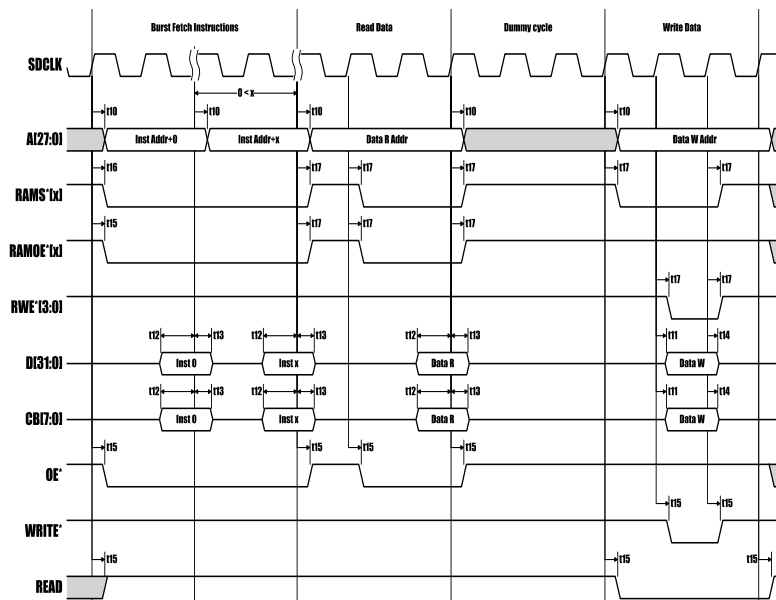 Burst Fetch Instructions Read Data Dummy cycle Write Data
SDCLK
0 < x
t10 t10 t10 t10 t10
A[27:0] Inst Addr+0 Inst Addr+x Data R Addr Data W Addr
t16 t17 t17 t17 t17 t17
RAMS*[x]
t15 t17 t17 t17
RAMOE*[x]
t17 t17
RWE*[3:0]
t12 t13 t12 t13 t12 t13 t11 t14
D[31:0] Inst 0 Inst x Data R Data W
t12 t13 t12 t13 t12 t13 t11 t14
CB[7:0] Inst 0 Inst x Data R Data W
t15 t15 t15 t15
OE*
t15 t15
WRITE*
t15 t15 t15
READ